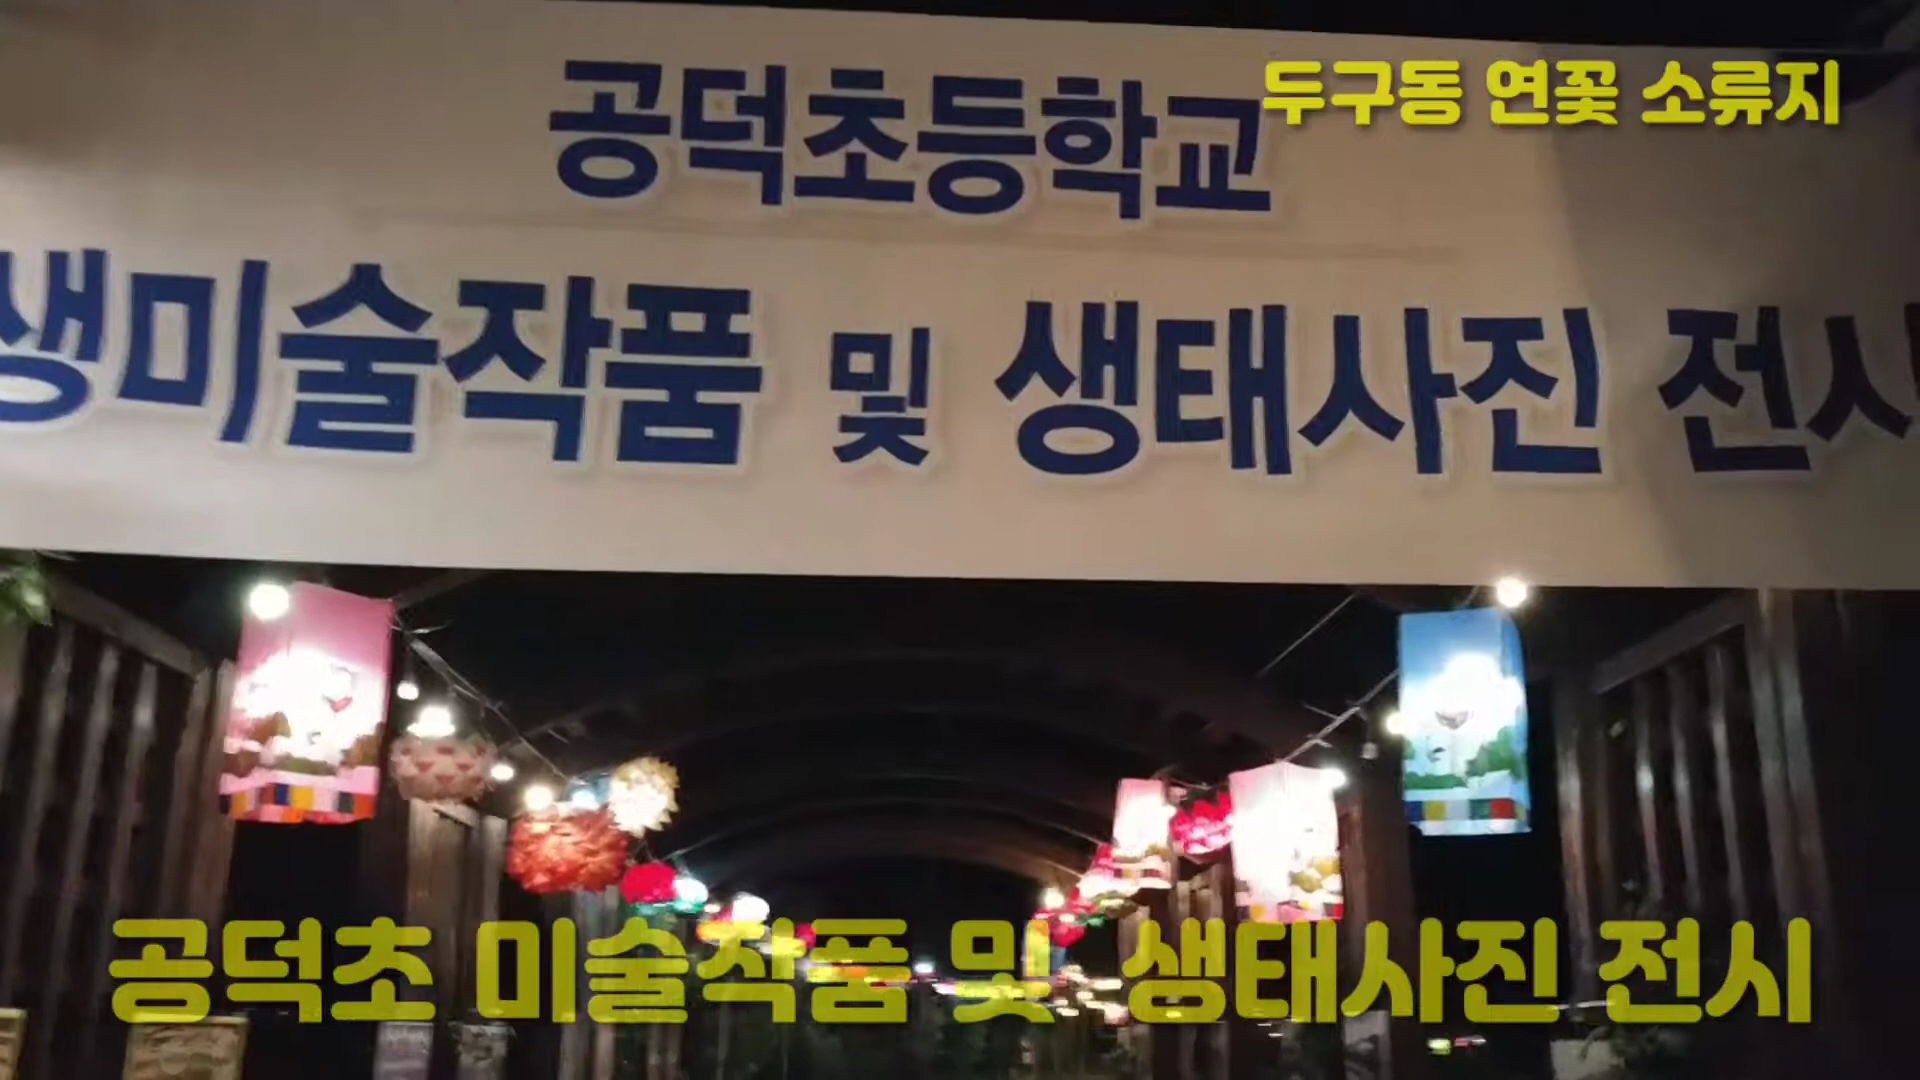 두구동 연꽃 소류지
공덕초등학교
생미술작품 및 생태사진 전시
공덕초 미술작품 및 생태사진 전시